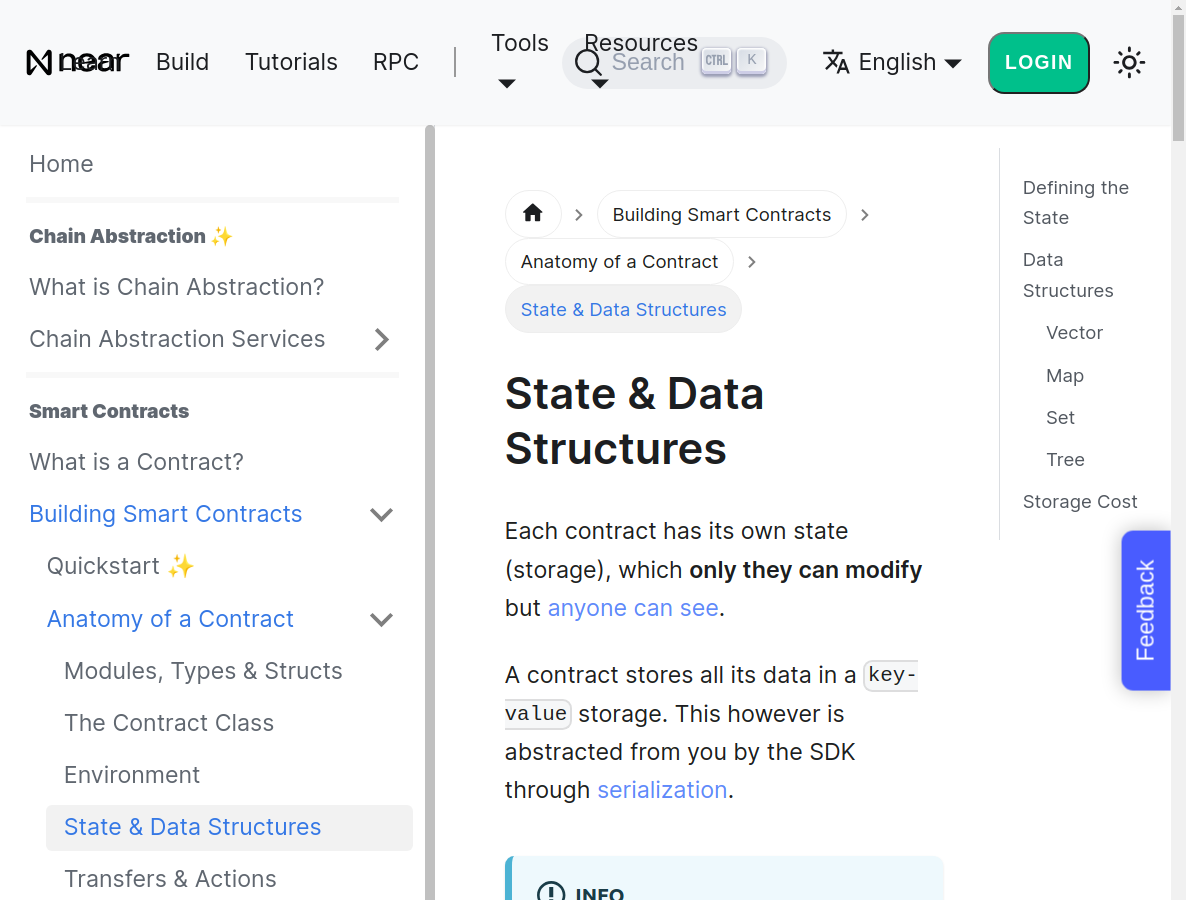 near
Learn
Build
Tutorials
RPC
Tools
Resources
Search
CTRL
K
English
LOGIN
Home
Chain Abstraction ✨
What is Chain Abstraction?
Chain Abstraction Services
Smart Contracts
What is a Contract?
Building Smart Contracts
Quickstart ✨
Anatomy of a Contract
Modules, Types & Structs
The Contract Class
Environment
State & Data Structures
Transfers & Actions
Building Smart Contracts
Anatomy of a Contract
State & Data Structures
State & Data
Structures
Each contract has its own state
(storage), which only they can modify
but anyone can see.
A contract stores all its data in a key-
value storage. This however is
abstracted from you by the SDK
through serialization.
INFO
Defining the
State
Data
Structures
Vector
Map
Set
Tree
Storage Cost
Feedback